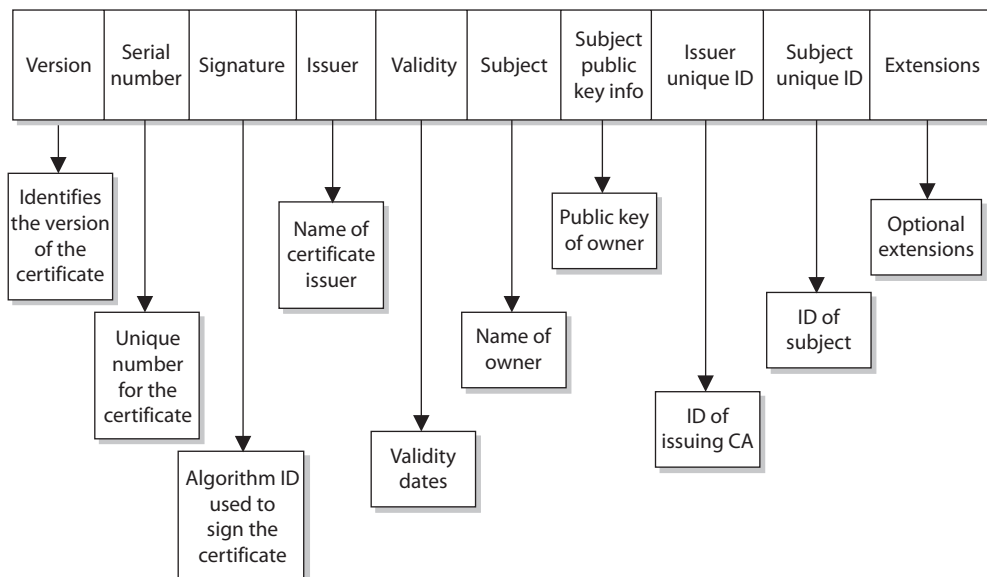 Version
Serial
number
Signature
Issuer
Validity
Subject
Subject
public
key info
Issuer
unique ID
Subject
unique ID
Extensions
Identifies
the version
of the
certificate
Unique
number
for the
certificate
Algorithm ID
used to
sign the
certificate
Name of
certificate
issuer
Validity
dates
Name of
owner
Public key
of owner
ID of
issuing CA
ID of
subject
Optional
extensions